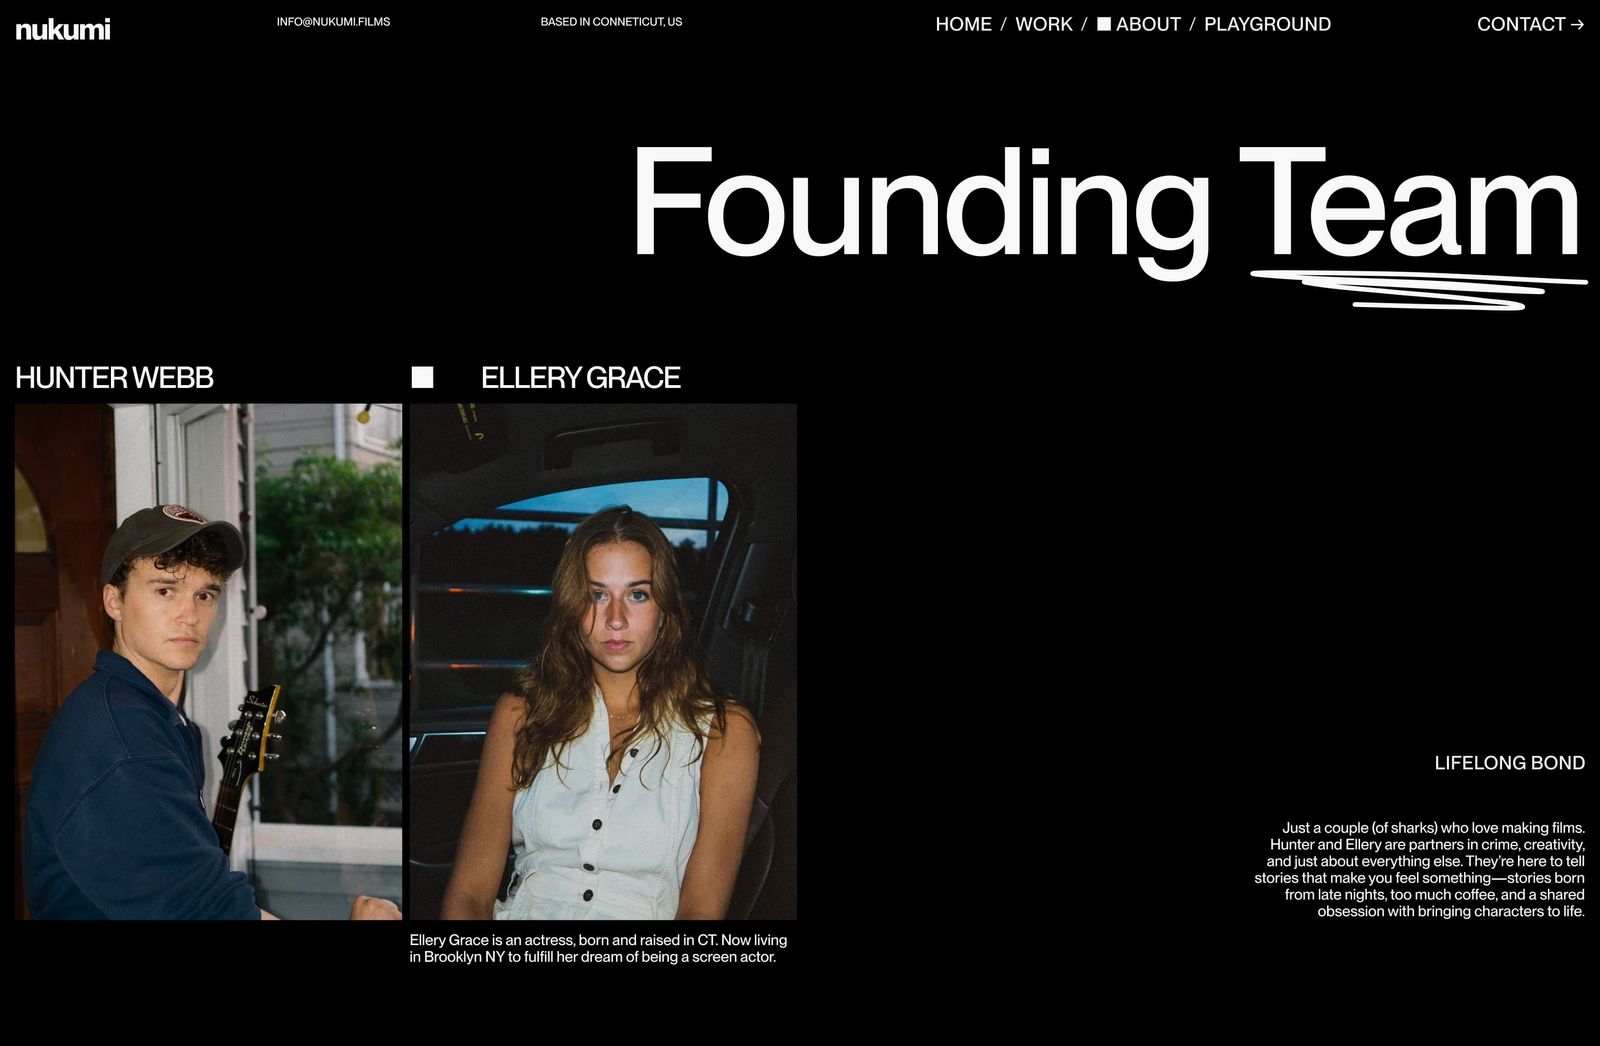 nukumi
INFO@NUKUMI.FILMS
BASED IN CONNETICUT, US
HOME / WORK / ABOUT / PLAYGROUND
CONTACT →
Founding Team
HUNTER WEBB
ELLERY GRACE
Schecter
LIFELONG BOND
Just a couple (of sharks) who love making films.
Hunter and Ellery are partners in crime, creativity,
and just about everything else. They’re here to tell
stories that make you feel something—stories born
from late nights, too much coffee, and a shared
obsession with bringing characters to life.
Ellery Grace is an actress, born and raised in CT. Now living
in Brooklyn NY to fulfill her dream of being a screen actor.